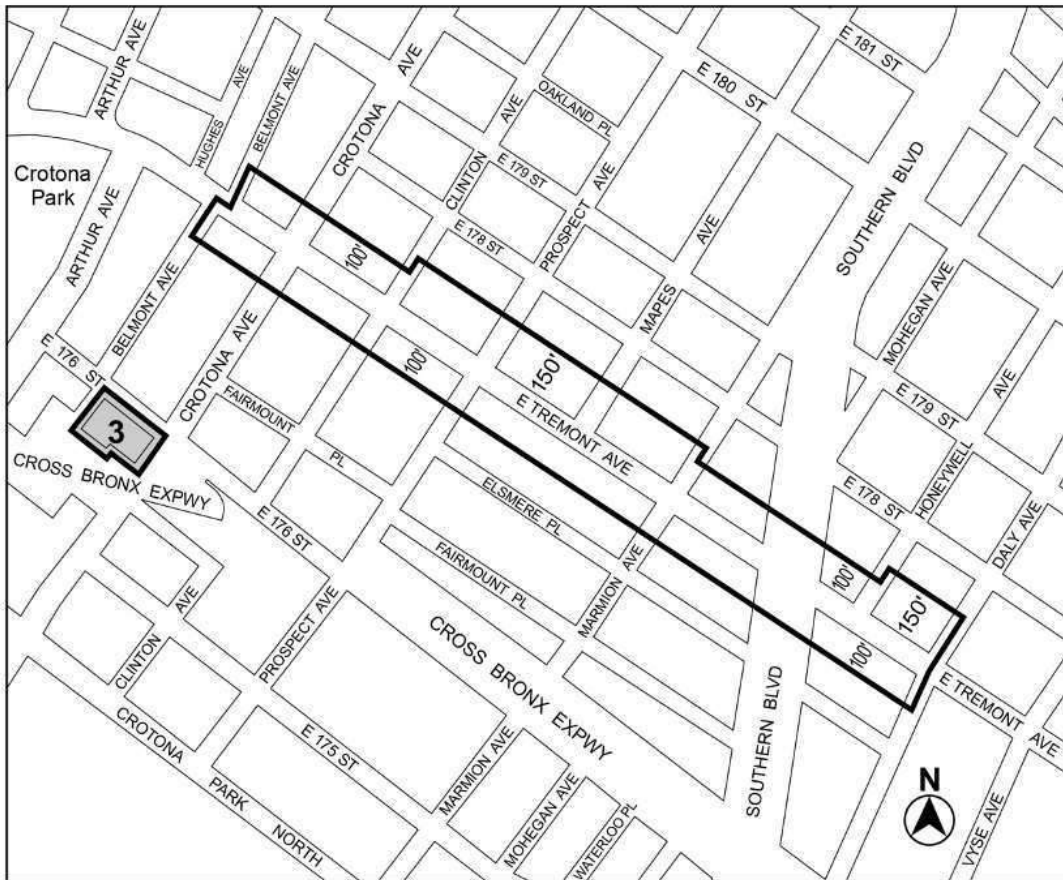 ARTHUR AVE
HUGHES AVE
BELMONT AVE
CROTONA AVE
E 181 ST
E 180 ST
OAKLAND PL
CLINTON AVE
E 179 ST
PROSPECT AVE
E 178 ST
MAPES AVE
SOUTHERN BLVD
Crotona
Park
ARTHUR AVE
BELMONT AVE
MOHEGAN AVE
100'
100'
150'
E 176 ST
3
CROTONA AVE
FAIRMOUNT PL
E TREMONT AVE
E 179 ST
HONEYWELL AVE
CROSS BRONX EXPWY
E 176 ST
ELSMERE PL
FAIRMOUNT PL
MARMION AVE
E 178 ST
DALY AVE
100'
150'
100'
CLINTON AVE
PROSPECT AVE
CROSS BRONX EXPWY
SOUTHERN BLVD
E TREMONT AVE
E 175 ST
CROTONA PARK NORTH
MARMION AVE
MOHEGAN AVE
WATERLOO PL
N
VYSE AVE